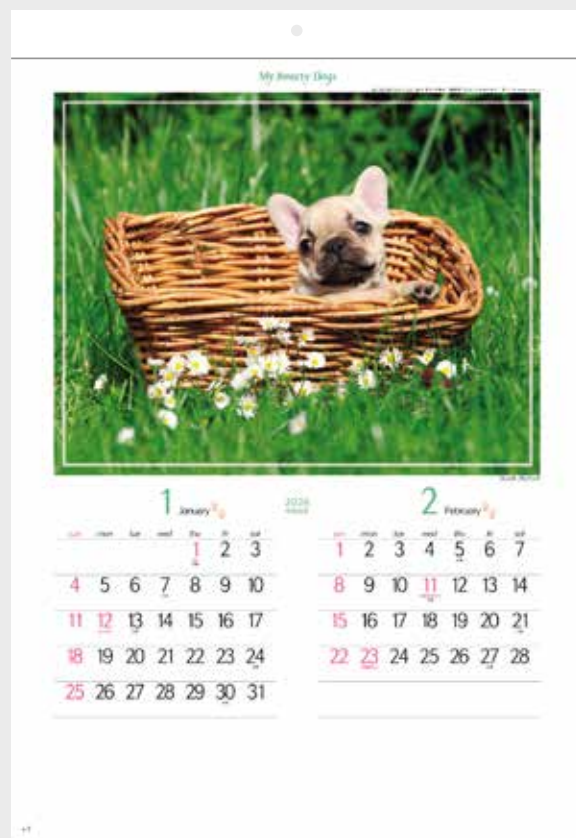 My Beauty Dogs
1 January
2026
2 February
sun mon tue wed thu fri sat
1 2 3
4 5 6 7 8 9 10
11 12 13 14 15 16 17
18 19 20 21 22 23 24
25 26 27 28 29 30 31
sun mon tue wed thu fri sat
1 2 3 4 5 6 7
8 9 10 11 12 13 14
15 16 17 18 19 20 21
22 23 24 25 26 27 28